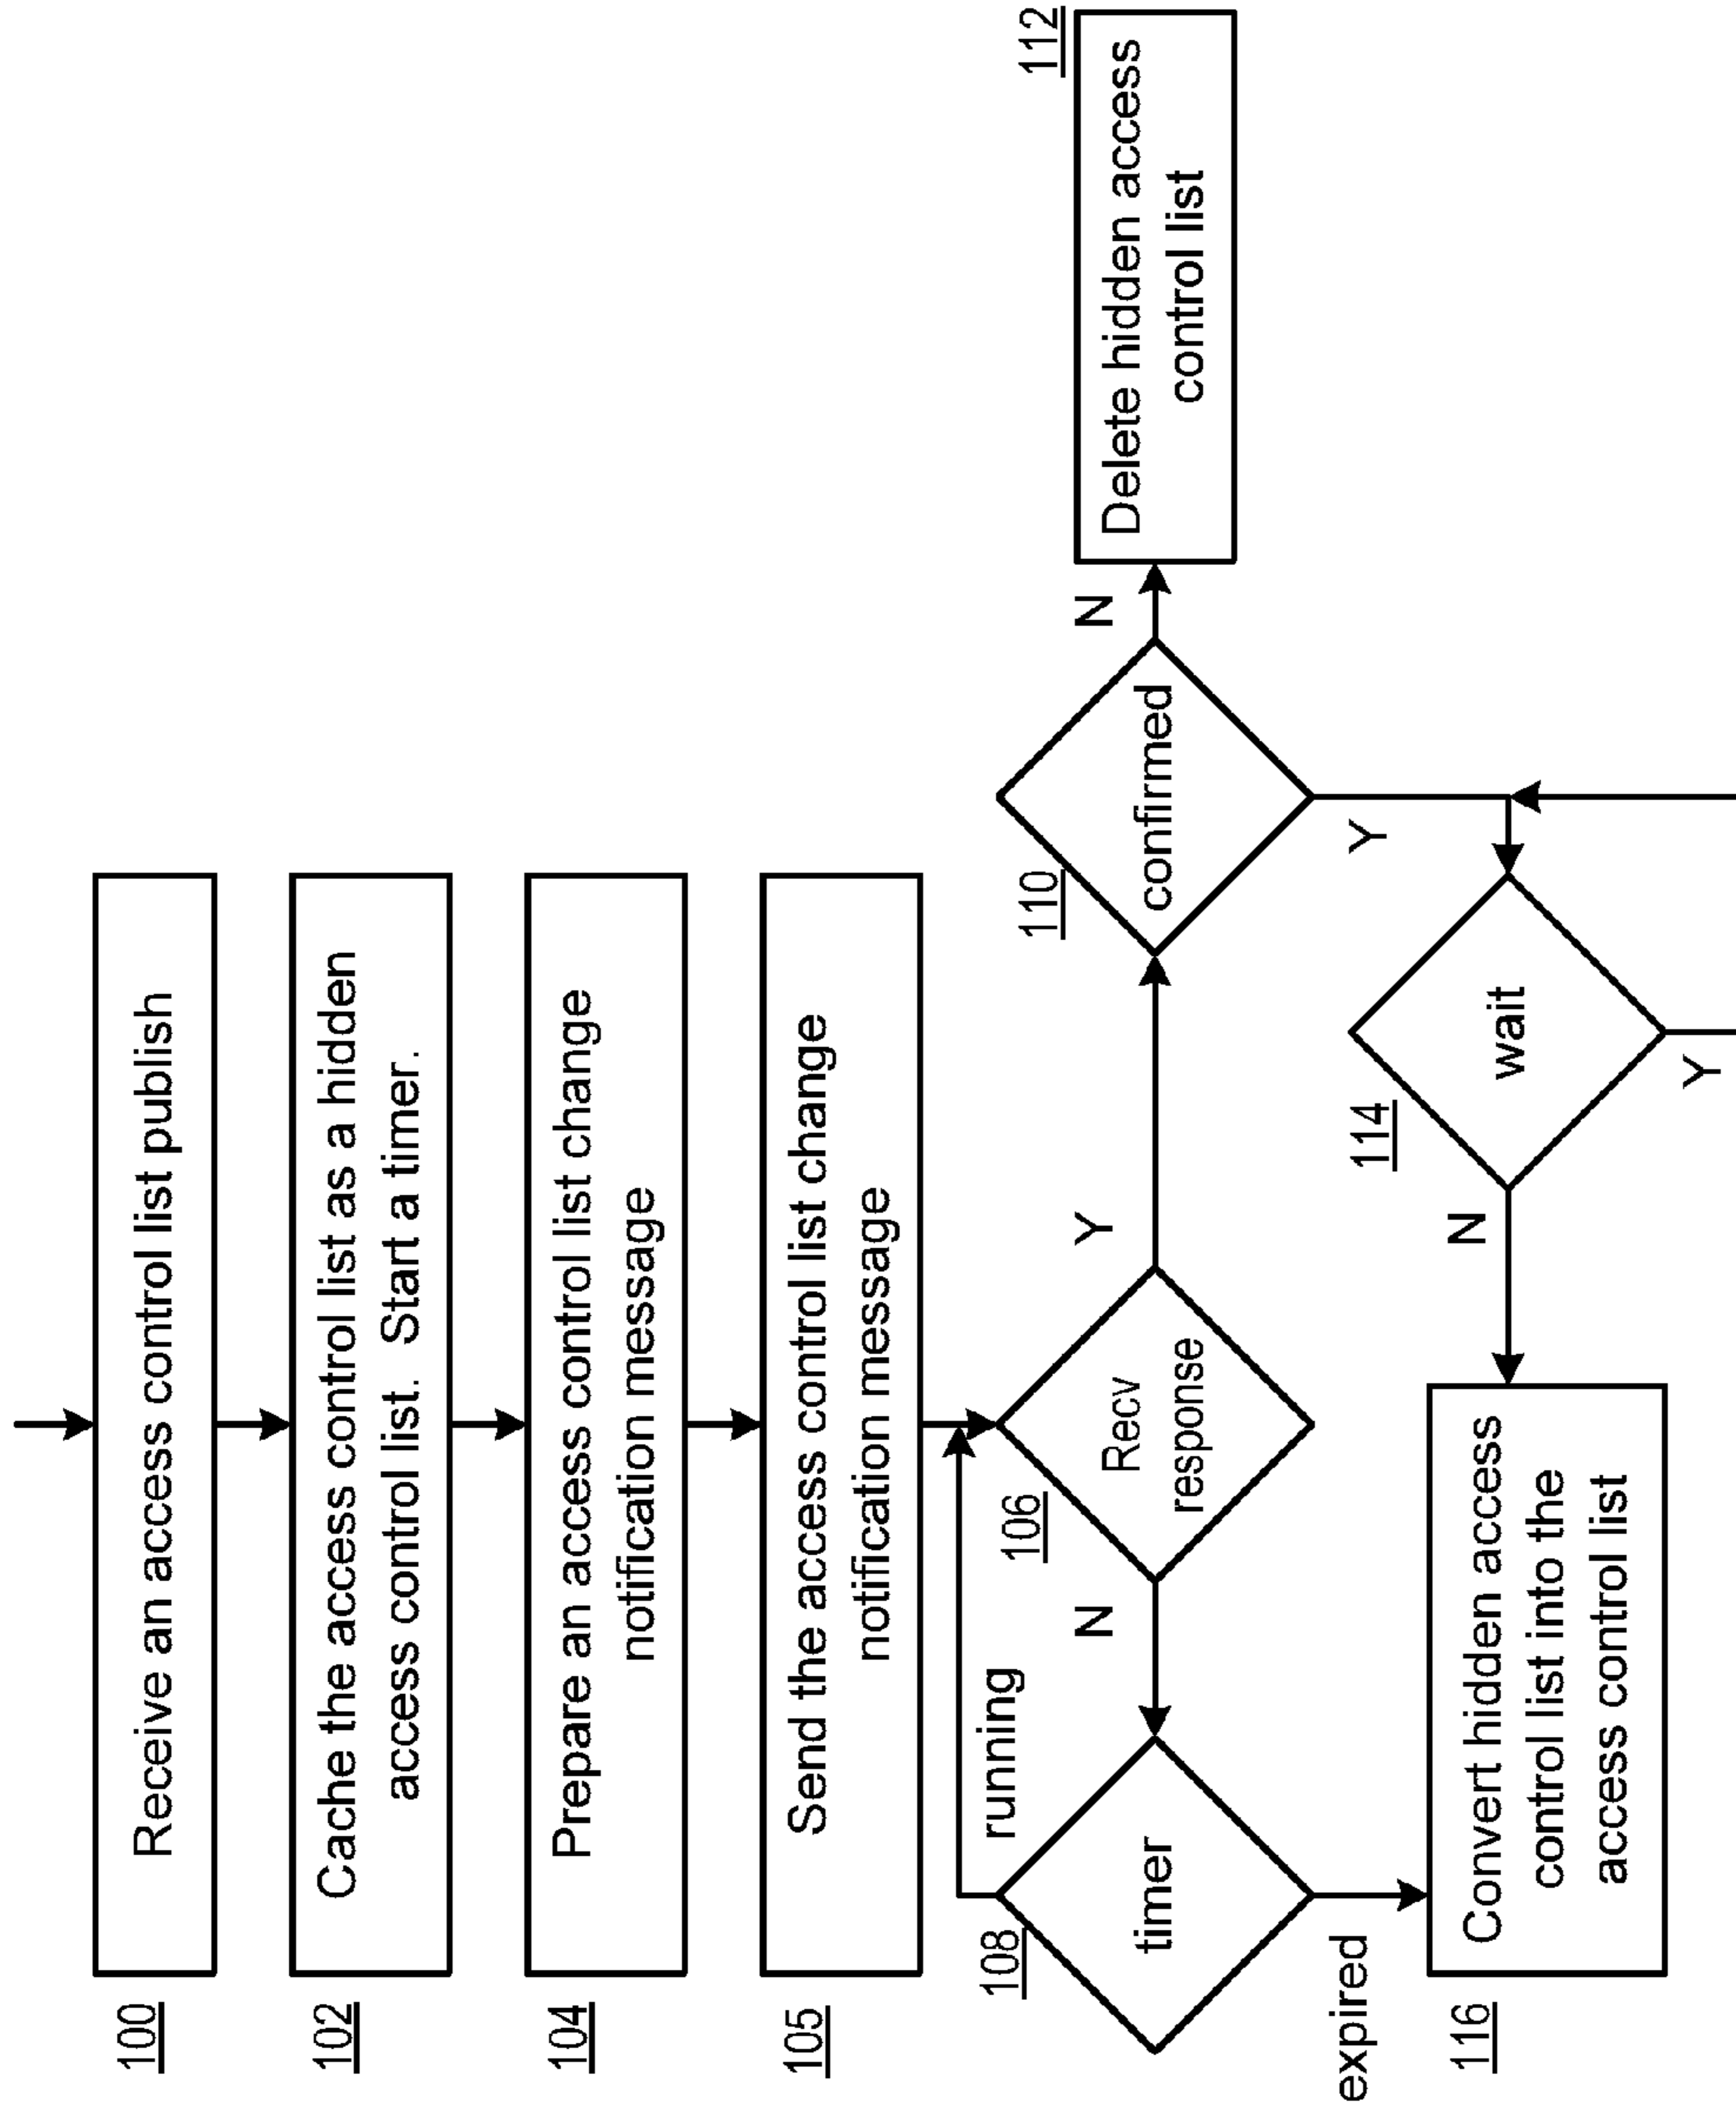 100
Receive an access control list publish
102
Cache the access control list as a hidden
access control list.  Start a timer.
104
Prepare an access control list change
notification message
105
Send the access control list change
notification message
108
timer
running
expired
106
Recv
response
N
Y
110
confirmed
N
Y
112
Delete hidden access
control list
116
Convert hidden access
control list into the
access control list
N
114
wait
Y